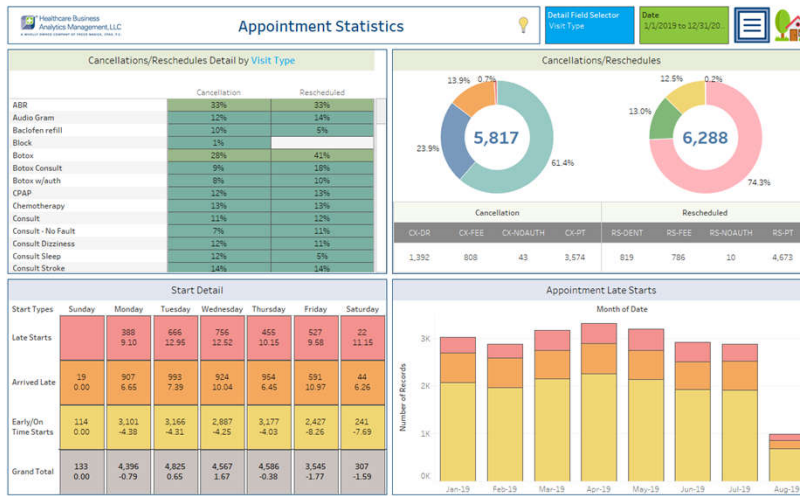 Healthcare Business
Analytics Management, LLC
Appointment Statistics
Detail Field Selector
Visit Type
Date
1/1/2019 to 12/31/20..
Cancellations/Reschedules Detail by Visit Type
Cancellation Rescheduled
ABR 33% 33%
Audio Gram 12% 14%
Baclofen refill 10% 5%
Block 1%
Botox 28% 41%
Botox Consult 9% 18%
Botox w/auth 8% 10%
CPAP 12% 13%
Chemotherapy 13% 13%
Consult 11% 12%
Consult - No Fault 7% 11%
Consult Dizziness 12% 11%
Consult Sleep 12% 5%
Consult Stroke 14% 14%
Cancellations/Reschedules
13.9% 0.7%
23.9%
5,817
61.4%
12.5% 0.2%
13.0%
6,288
74.3%
Cancellation Rescheduled
CX-DR CX-FEE CX-NOAUTH CX-PT RS-DENT RS-FEE RS-NOAUTH RS-PT
1,392 808 43 3,574 819 786 10 4,673
Start Detail
Start Types Sunday Monday Tuesday Wednesday Thursday Friday Saturday
Late Starts 388 666 756 455 527 22
9.10 12.95 12.52 10.15 9.58 11.15
Arrived Late 19 907 993 924 954 591 44
0.00 6.65 7.39 10.04 6.45 10.97 6.26
Early/On Time Starts 114 3,101 3,166 2,887 3,177 2,427 241
0.00 -4.38 -4.31 -4.25 -4.03 -8.26 -7.69
Grand Total 133 4,396 4,825 4,567 4,586 3,545 307
0.00 -0.79 0.65 1.67 -0.38 -1.77 -1.59
Appointment Late Starts
Month of Date
Number of Records
3K
2K
1K
0K
Jan-19 Feb-19 Mar-19 Apr-19 May-19 Jun-19 Jul-19 Aug-19